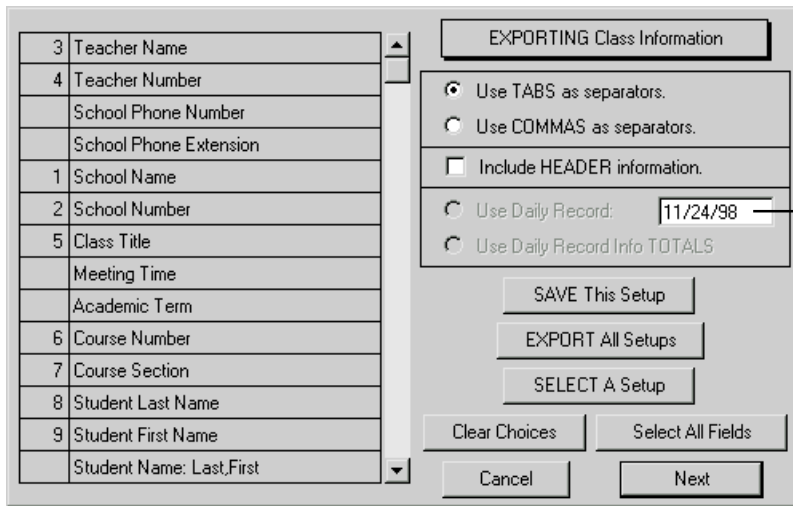 3 Teacher Name
4 Teacher Number
School Phone Number
School Phone Extension
1 School Name
2 School Number
5 Class Title
Meeting Time
Academic Term
6 Course Number
7 Course Section
8 Student Last Name
9 Student First Name
Student Name: Last,First
EXPORTING Class Information
Use TABS as separators.
Use COMMAS as separators.
Include HEADER information.
Use Daily Record: 11/24/98
Use Daily Record Info TOTALS
SAVE This Setup
EXPORT All Setups
SELECT A Setup
Clear Choices Select All Fields
Cancel Next